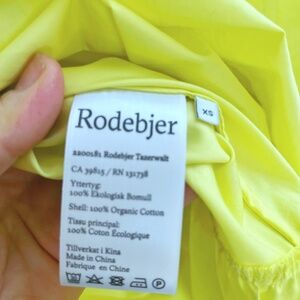 Rodebjer
XS
2200181 Rodebjer Tazerwalt
CA 39815 / RN 131738
Yttertyg:
100% Ekologisk Bomull
Shell: 100% Organic Cotton
Tissu principal:
100% Coton Écologique
Tillverkat i Kina
Made in China
Fabriqué en Chine